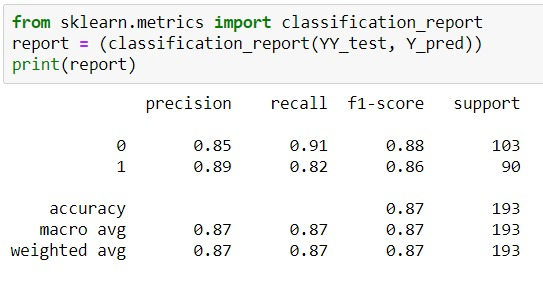 from sklearn.metrics import classification_report
report = (classification_report(YY_test, Y_pred))
print(report)
precision recall f1-score support
0 0.85 0.91 0.88 103
1 0.89 0.82 0.86 90
accuracy 0.87 193
macro avg 0.87 0.87 0.87 193
weighted avg 0.87 0.87 0.87 193